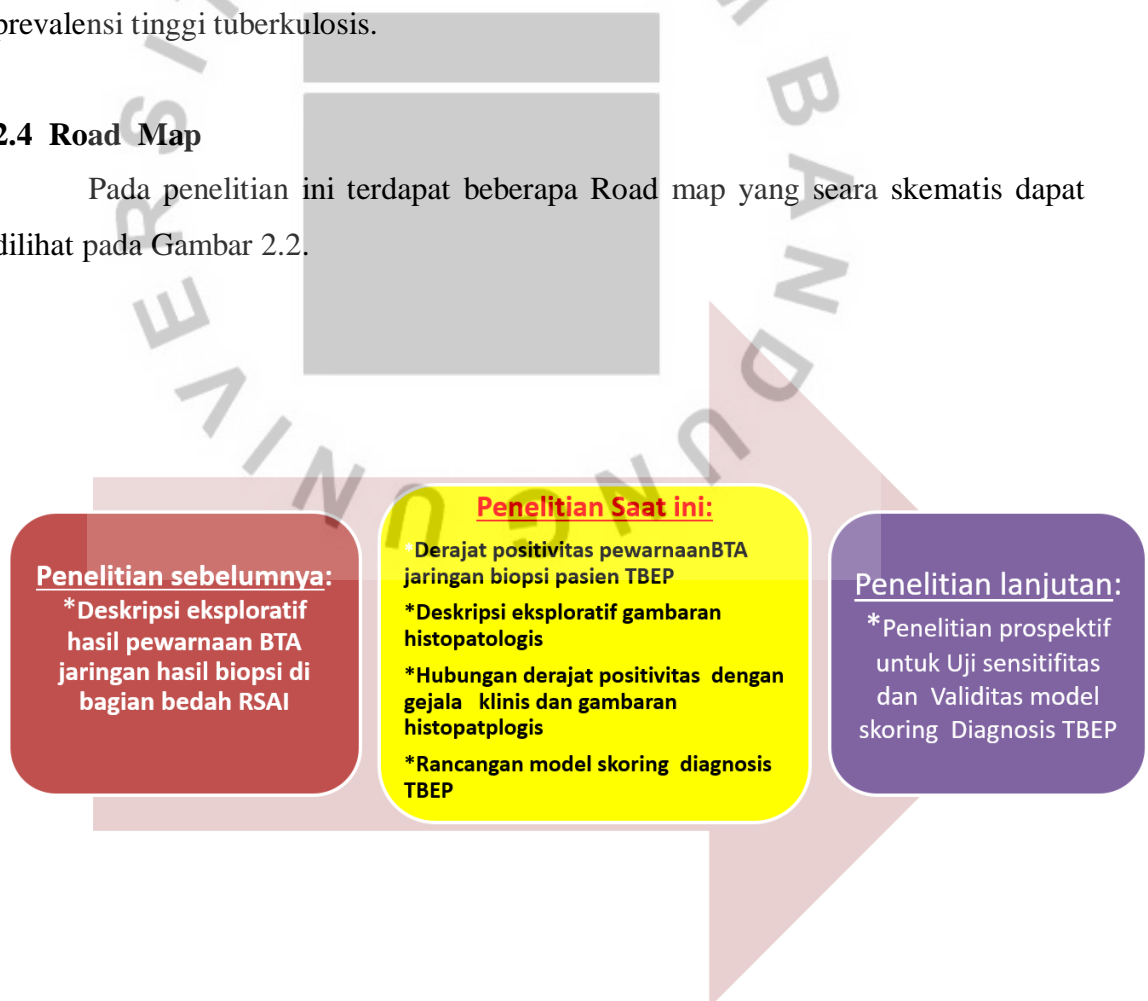 prevalensi tinggi tuberkulosis.
2.4 Road Map
Pada penelitian ini terdapat beberapa Road map yang seara skematis dapat
dilihat pada Gambar 2.2.
Penelitian sebelumnya:
*Deskripsi eksploratif
hasil pewarnaan BTA
jaringan hasil biopsi di
bagian bedah RSAI
Penelitian Saat ini:
*Derajat positivitas pewarnaanBTA
jaringan biopsi pasien TBEP
*Deskripsi eksploratif gambaran
histopatologis
*Hubungan derajat positivitas dengan
gejala klinis dan gambaran
histopatplogis
*Rancangan model skoring diagnosis
TBEP
Penelitian lanjutan:
*Penelitian prospektif
untuk Uji sensitifitas
dan Validitas model
skoring Diagnosis TBEP
UNIVERSIT
M BANDUNG